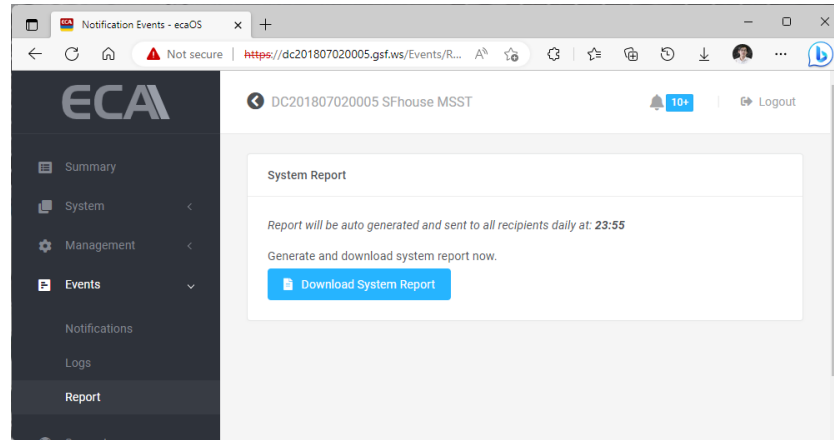 Notification Events - ecaOS
Not secure
https://dc201807020005.gsf.ws/Events/R...
ECA
DC201807020005 SFhouse MSST
10+
Logout
Summary
System
Management
Events
Notifications
Logs
Report
System Report
Report will be auto generated and sent to all recipients daily at: 23:55
Generate and download system report now.
Download System Report